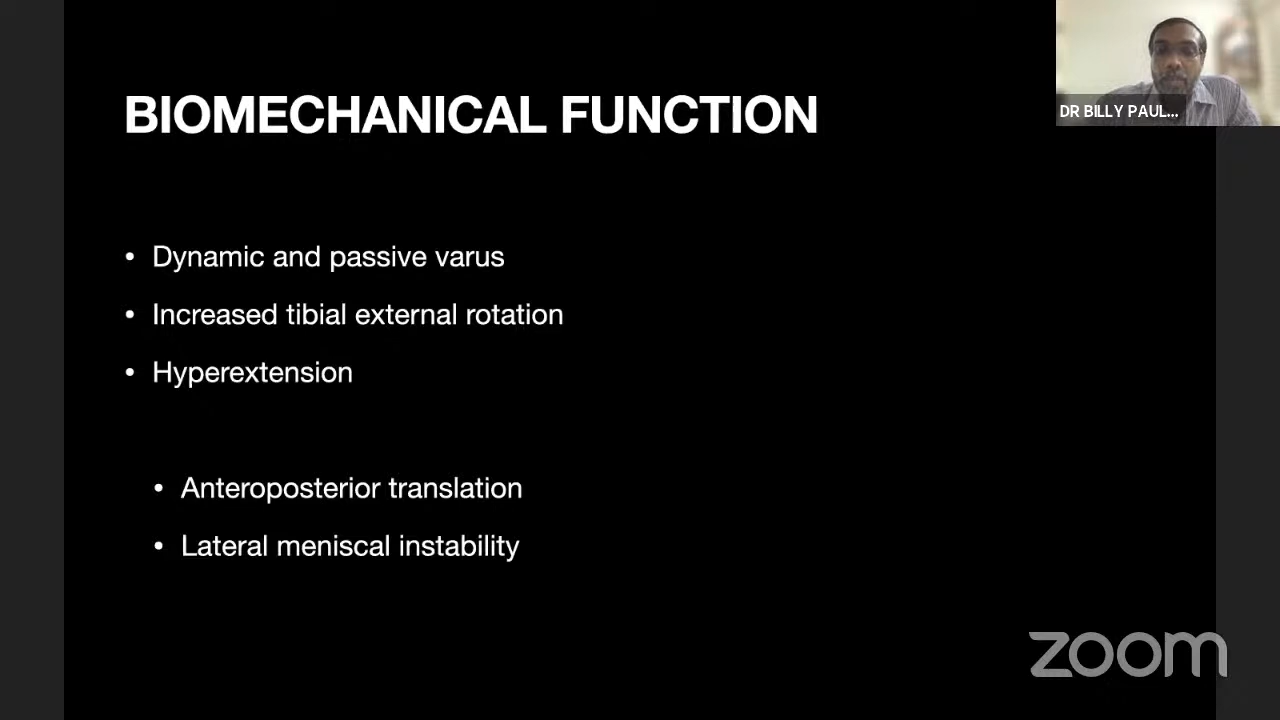 DR BILLY PAUL...
BIOMECHANICAL FUNCTION
• Dynamic and passive varus
• Increased tibial external rotation
• Hyperextension
• Anteroposterior translation
• Lateral meniscal instability
zoom